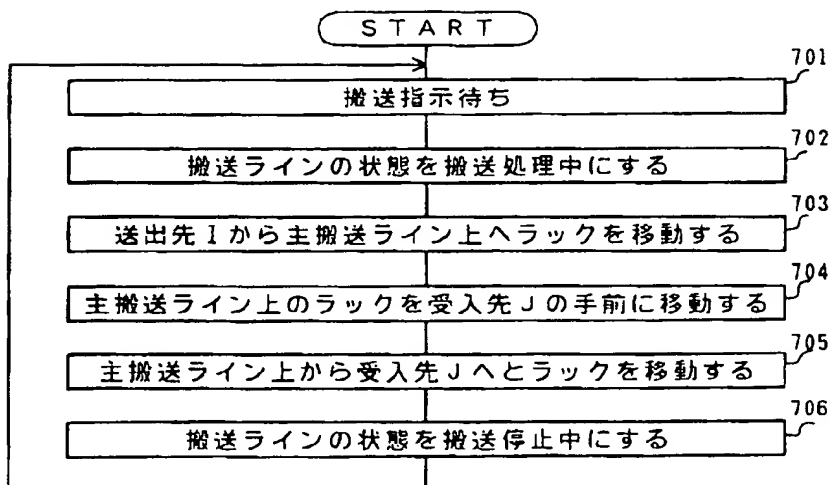 START
701
搬送指示待ち
702
搬送ラインの状態を搬送処理中にする
703
送出先Iから主搬送ライン上へラックを移動する
704
主搬送ライン上のラックを受入先Jの手前に移動する
705
主搬送ライン上から受入先Jへとラックを移動する
706
搬送ラインの状態を搬送停止中にする